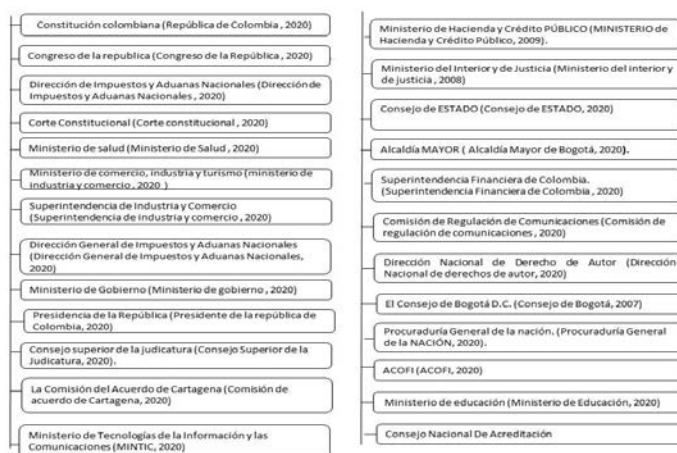 Constitución colombiana (República de Colombia , 2020)
Congreso de la republica (Congreso de la República , 2020)
Dirección de Impuestos y Aduanas Nacionales (Dirección de
Impuestos y Aduanas Nacionales , 2020)
Corte Constitucional (Corte constitucional , 2020)
Ministerio de salud (Ministerio de Salud , 2020)
Ministerio de comercio, industria y turismo (ministerio de
industria y comercio , 2020 )
Superintendencia de Industria y Comercio
(Superintendencia de industria y comercio , 2020)
Dirección General de Impuestos y Aduanas Nacionales
(Dirección General de Impuestos y Aduanas Nacionales,
2020)
Ministerio de Gobierno (Ministerio de gobierno , 2020)
Presidencia de la República (Presidente de la república de
Colombia, 2020)
Consejo superior de la judicatura (Consejo Superior de la
Judicatura, 2020).
La Comisión del Acuerdo de Cartagena (Comisión de
acuerdo de Cartagena, 2020)
Ministerio de Tecnologías de la Información y las
Comunicaciones (MINTIC, 2020)
Ministerio de Hacienda y Crédito PÚBLICO (MINISTERIO de
Hacienda y Crédito Público, 2009).
Ministerio del Interior y de Justicia (Ministerio del interior y
de justicia , 2008)
Consejo de ESTADO (Consejo de ESTADO, 2020)
Alcaldía MAYOR ( Alcaldía Mayor de Bogotá, 2020).
Superintendencia Financiera de Colombia.
(Superintendencia Financiera de Colombia , 2020)
Comisión de Regulación de Comunicaciones (Comisión de
regulación de comunicaciones , 2020)
Dirección Nacional de Derecho de Autor (Dirección
Nacional de derechos de autor, 2020)
El Consejo de Bogotá D.C. (Consejo de Bogotá, 2007)
Procuraduría General de la nación. (Procuraduría General
de la NACIÓN, 2020).
ACOFI (ACOFI, 2020)
Ministerio de educación (Ministerio de Educación, 2020)
Consejo Nacional De Acreditación